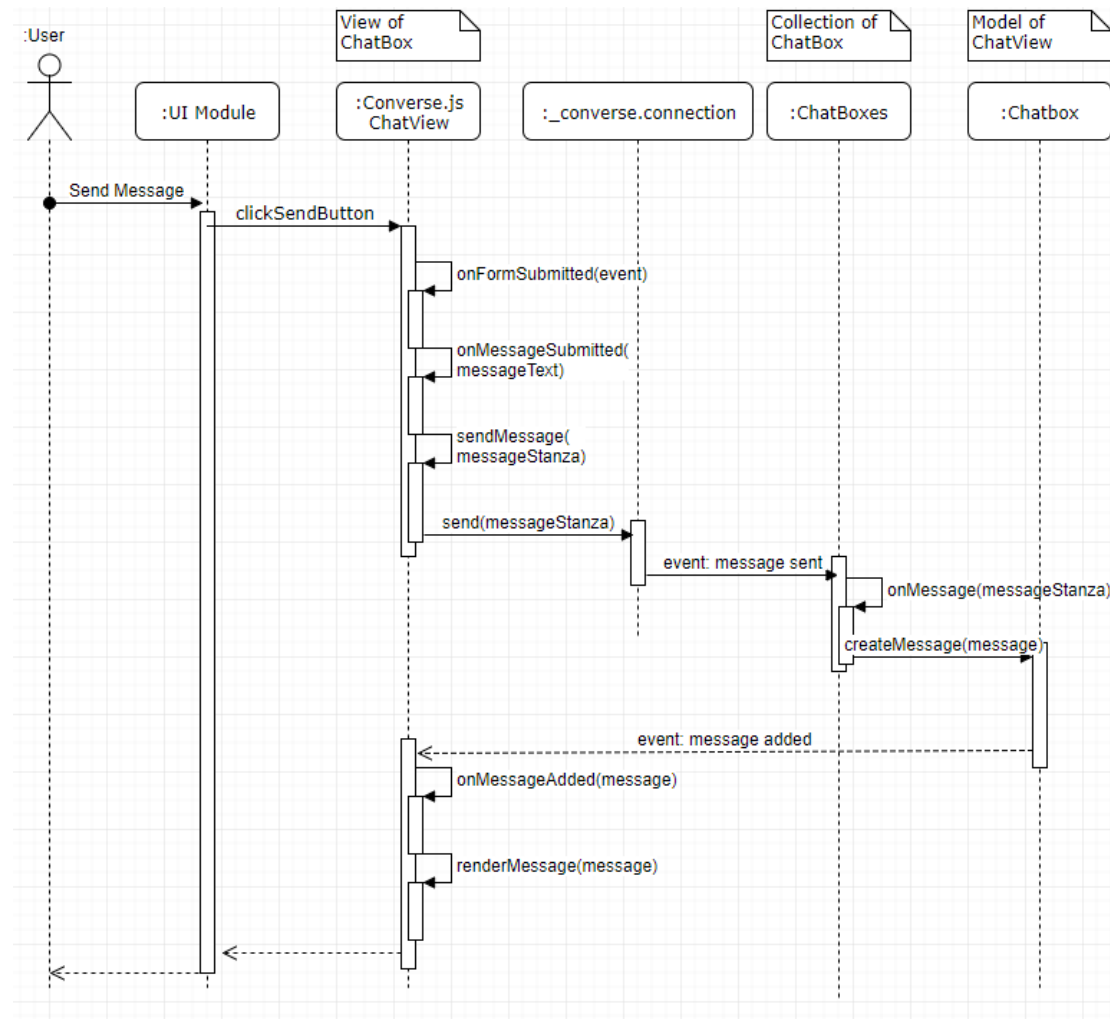 :User
View of
ChatBox
Collection of
ChatBox
Model of
ChatView
:UI Module
:Converse.js
ChatView
:_converse.connection
:ChatBoxes
:Chatbox
Send Message
clickSendButton
onFormSubmitted(event)
onMessageSubmitted(
messageText)
sendMessage(
messageStanza)
send(messageStanza)
event: message sent
onMessage(messageStanza)
createMessage(message)
event: message added
onMessageAdded(message)
renderMessage(message)